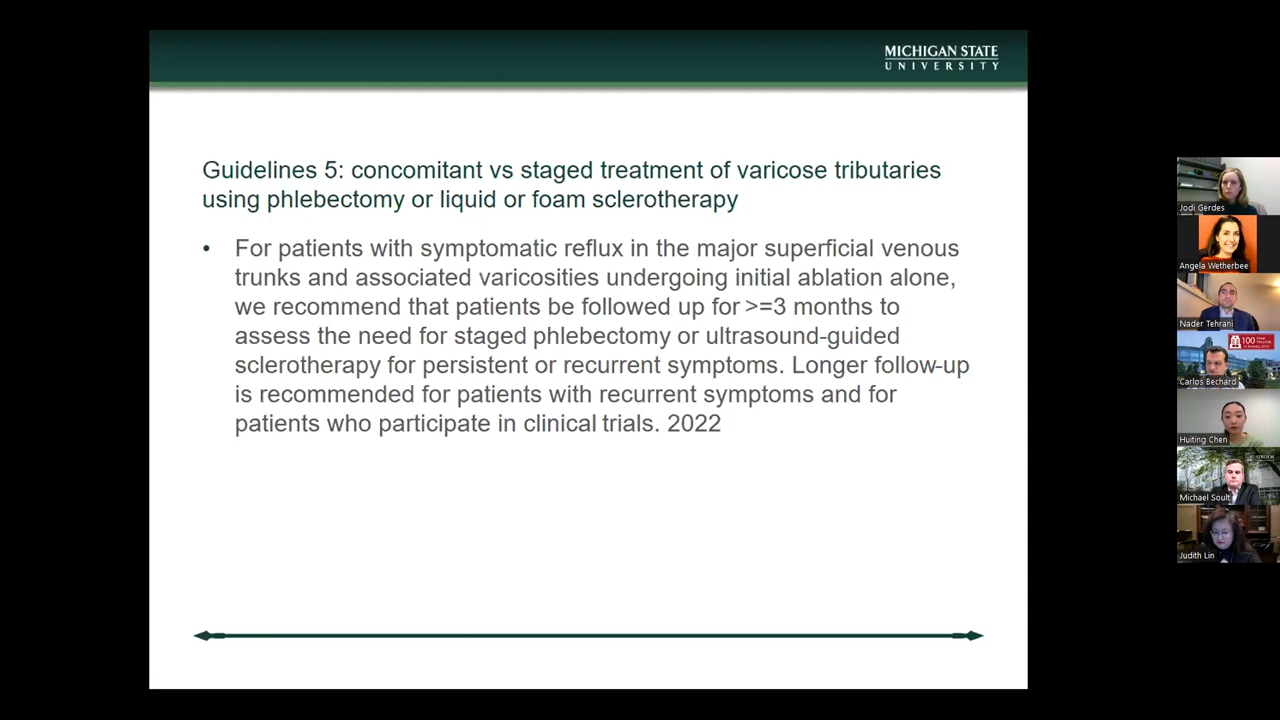 MICHIGAN STATE
UNIVERSITY
Guidelines 5: concomitant vs staged treatment of varicose tributaries
using phlebectomy or liquid or foam sclerotherapy
• For patients with symptomatic reflux in the major superficial venous
trunks and associated varicosities undergoing initial ablation alone,
we recommend that patients be followed up for >=3 months to
assess the need for staged phlebectomy or ultrasound-guided
sclerotherapy for persistent or recurrent symptoms. Longer follow-up
is recommended for patients with recurrent symptoms and for
patients who participate in clinical trials. 2022
Jodi Gerdes
Angela Wetherbee
Nader Tehrani
100
Carlos Bechard
Huiting Chen
Michael Soult
Judith Lin